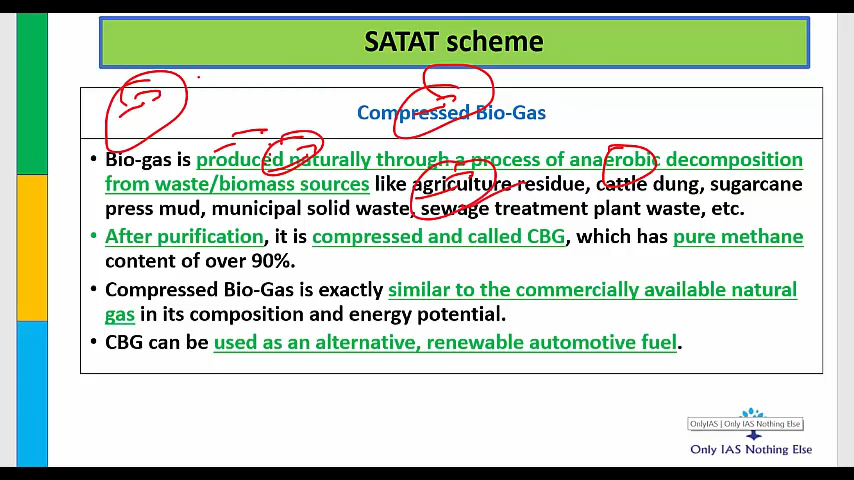 SATAT scheme
Compressed Bio-Gas
• Bio-gas is produced naturally through a process of anaerobic decomposition
from waste/biomass sources like agriculture residue, cattle dung, sugarcane
press mud, municipal solid waste, sewage treatment plant waste, etc.
• After purification, it is compressed and called CBG, which has pure methane
content of over 90%.
• Compressed Bio-Gas is exactly similar to the commercially available natural
gas in its composition and energy potential.
• CBG can be used as an alternative, renewable automotive fuel.
OnlyIAS | Only IAS Nothing Else
Only IAS Nothing Else